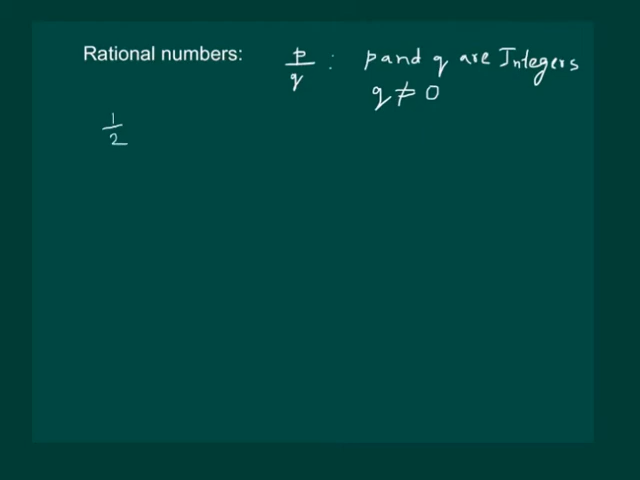 Rational numbers: p/q : p and q are Integers
q ≠ 0
1/2